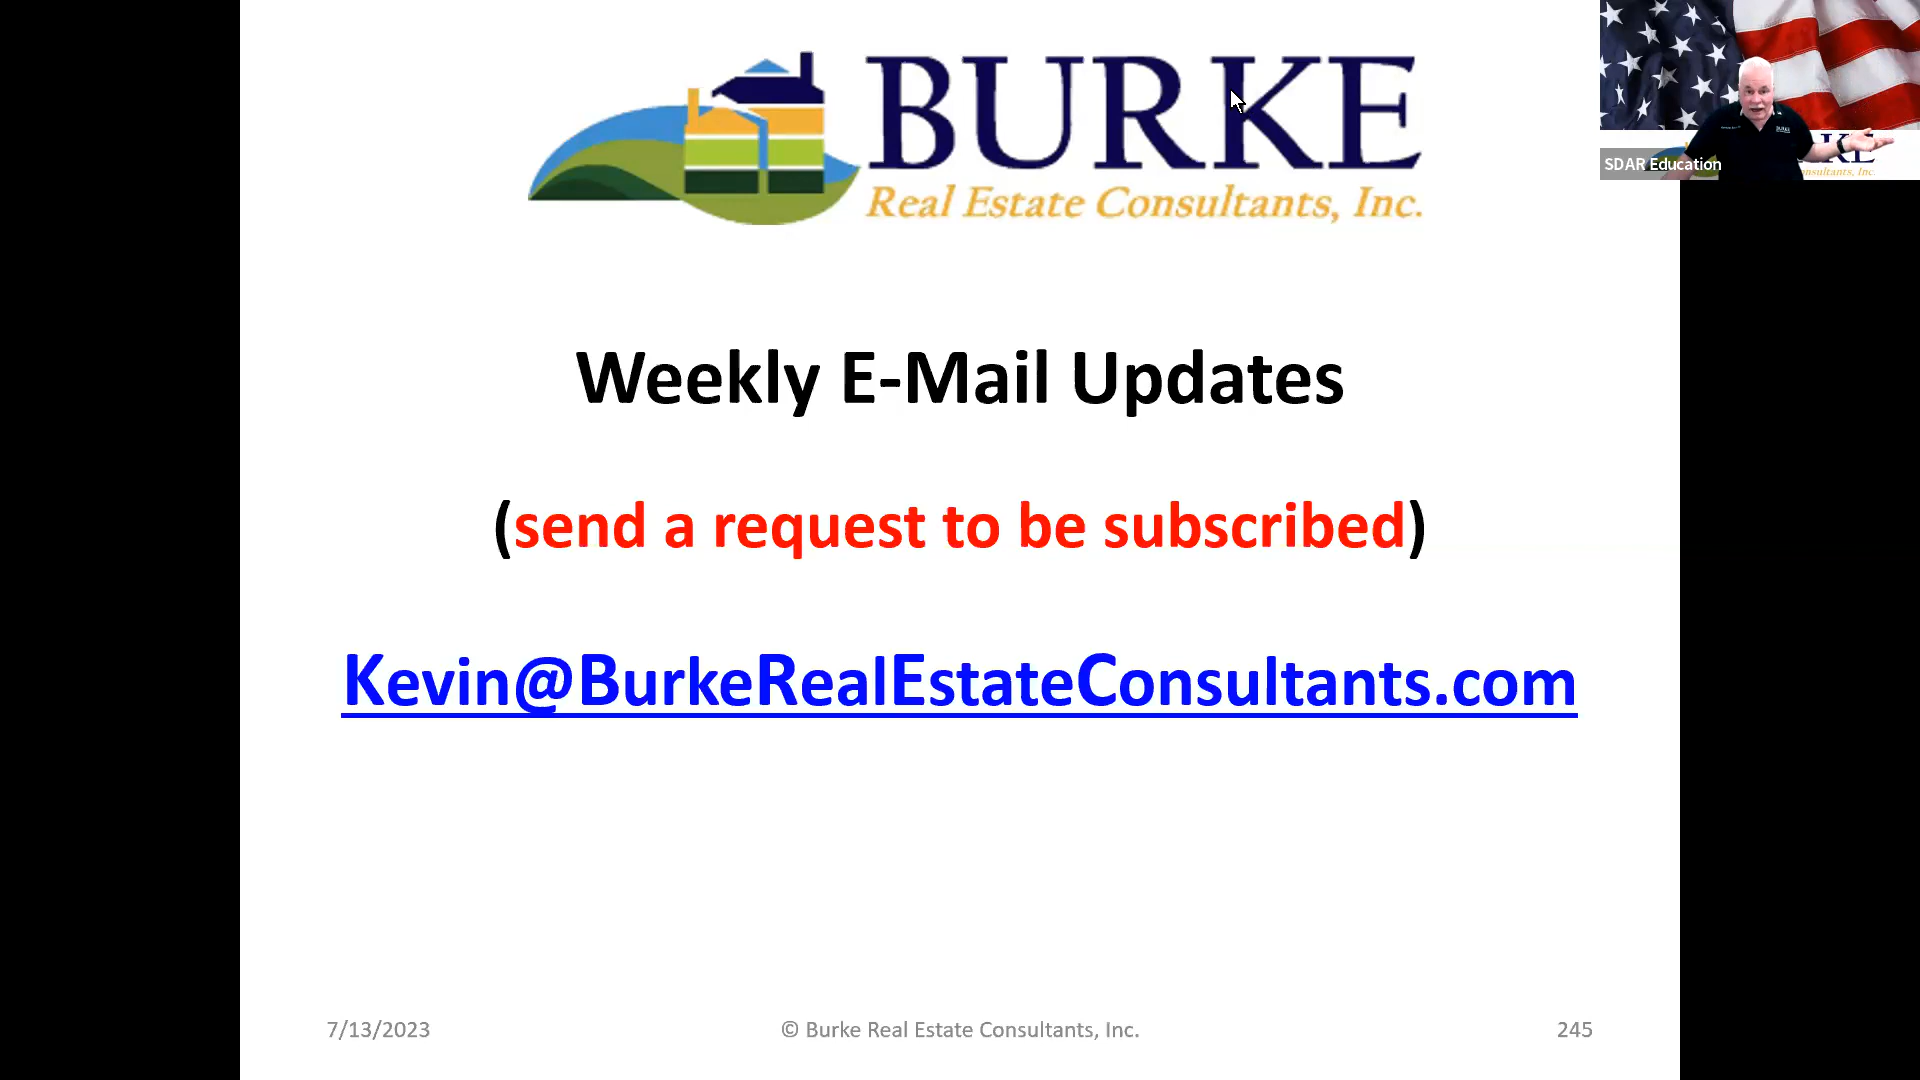 BURKE
Real Estate Consultants, Inc.
SDAR Education
Weekly E-Mail Updates
(send a request to be subscribed)
Kevin@BurkeRealEstateConsultants.com
7/13/2023
© Burke Real Estate Consultants, Inc.
245